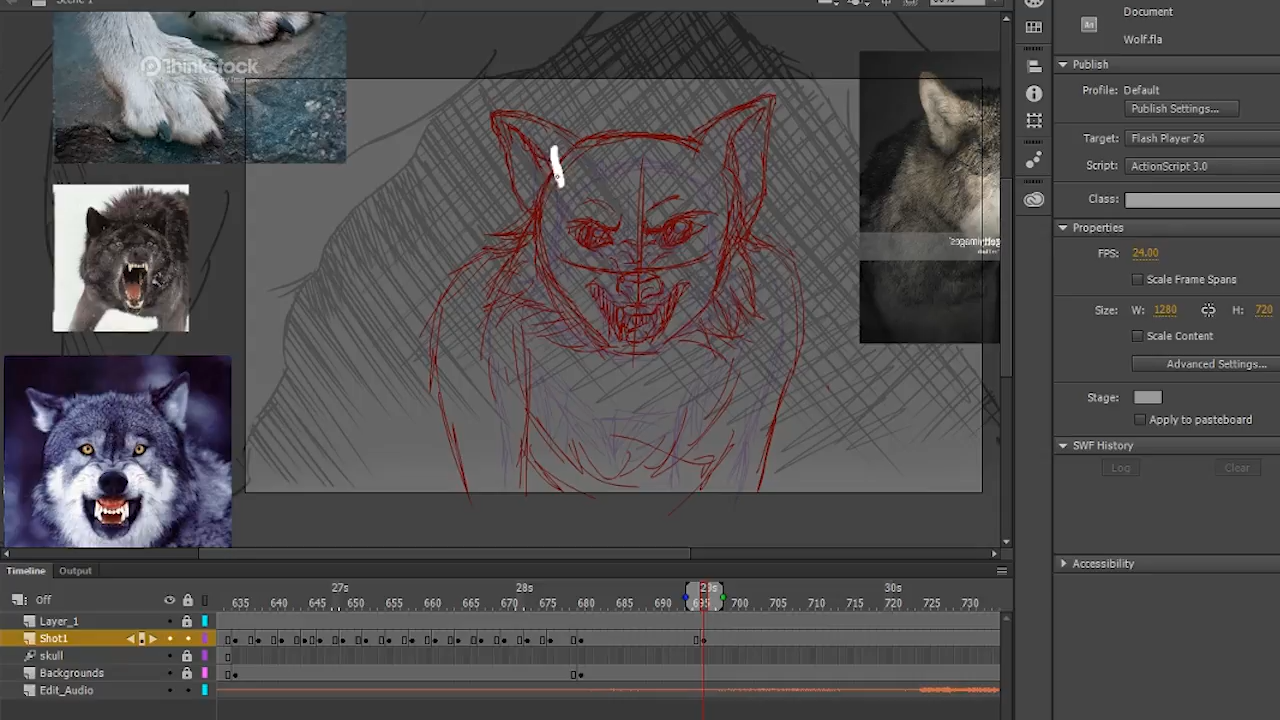 Scene 1
Thinkstock
Document
An
Wolf.fla
Publish
Profile: Default
Publish Settings...
Target: Flash Player 26
Script: ActionScript 3.0
Class:
Properties
FPS: 24.00
Scale Frame Spans
Size: W: 1280 H: 720
Scale Content
Advanced Settings...
Stage:
Apply to pasteboard
SWF History
Log Clear
Accessibility
Timeline Output
27s 28s 29s 30s
Off 635 640 645 650 655 660 665 670 675 680 685 690 695 700 705 710 715 720 725 730
Layer_1
Shot1
skull
Backgrounds
Edit_Audio